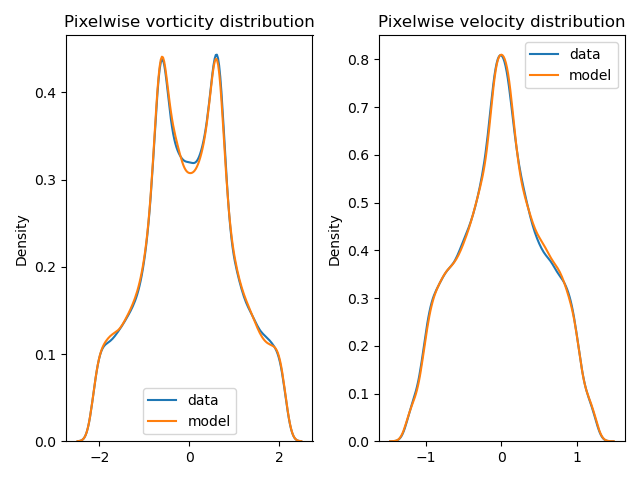 Pixelwise vorticity distribution
Density
0.4
0.3
0.2
0.1
0.0
−2
0
2
data
model
Pixelwise velocity distribution
Density
0.8
0.7
0.6
0.5
0.4
0.3
0.2
0.1
0.0
−1
0
1
data
model